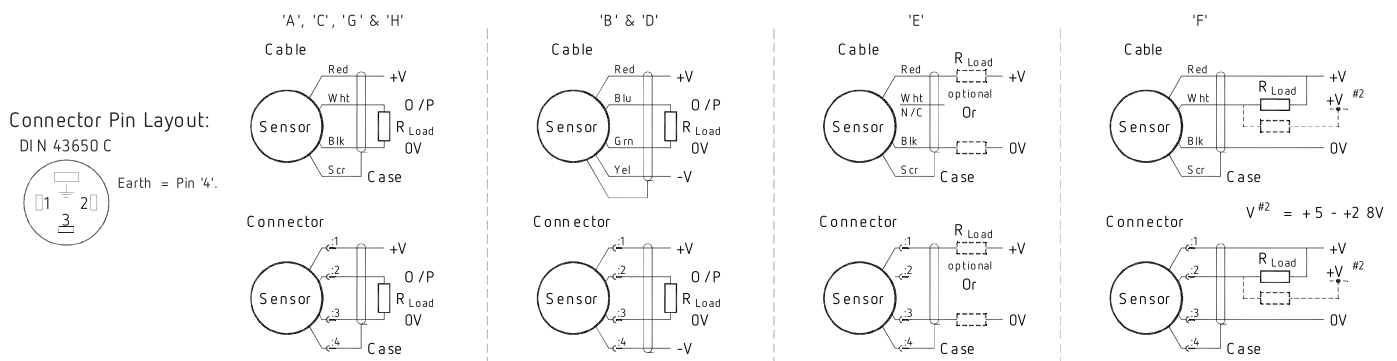 Connector Pin Layout:
DIN 43650 C
1 2
3
Earth = Pin '4'.
'A', 'C', 'G' & 'H'
Cable
Red +V
Wht O/P
Sensor R Load
Blk 0V
Scr Case
Connector
:1 +V
:2 O/P
Sensor R Load
:3 0V
:4 Case
'B' & 'D'
Cable
Red +V
Blu O/P
Sensor R Load
Grn 0V
Yel -V
Connector
:1 +V
:2 O/P
Sensor R Load
:3 0V
:4 -V
'E'
Cable
R Load
Red +V
optional
Wht
N/C Or
Sensor
Blk 0V
Scr Case
Connector
R Load
:1 +V
optional
:2
Or
Sensor
:3 0V
:4 Case
'F'
Cable
Red +V
R Load
Wht +V #2
Sensor
Blk 0V
Scr Case
V #2 = +5 - +2 8V
Connector
:1 +V
R Load
:2 +V #2
Sensor
:3 0V
:4 Case